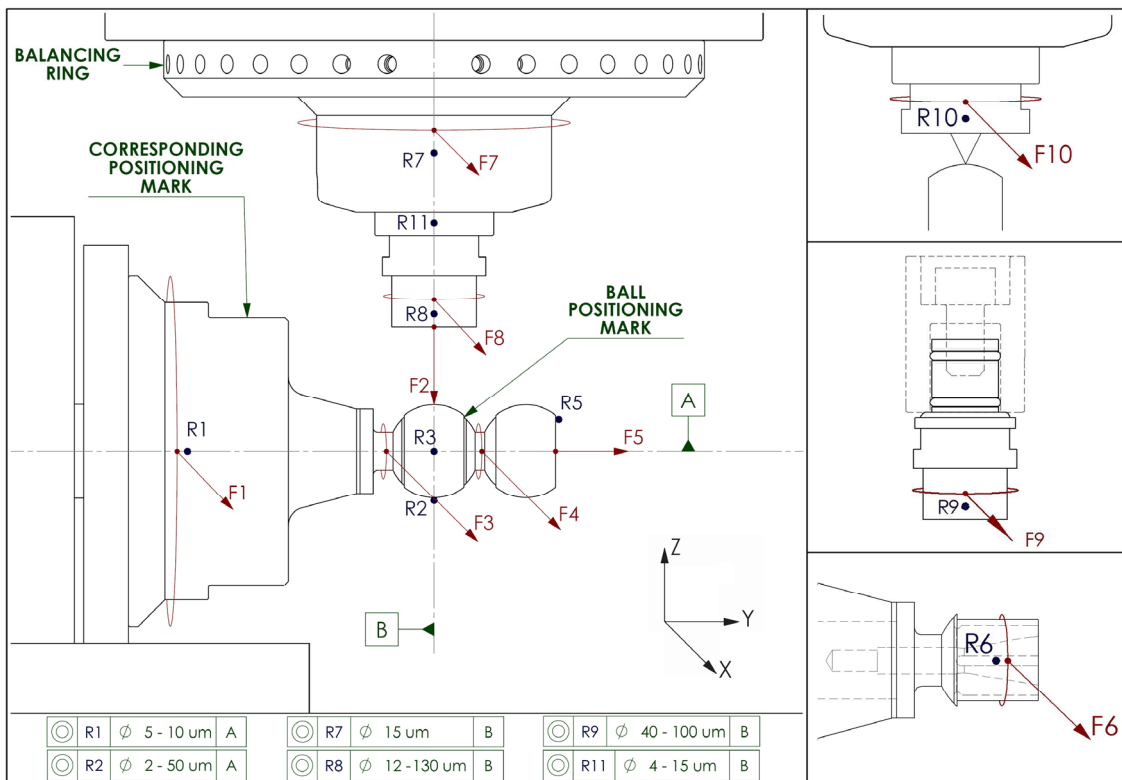 BALANCING
RING
CORRESPONDING
POSITIONING
MARK
R7
F7
R11
R8
F8
BALL
POSITIONING
MARK
F2
R5
A
R1
R3
F5
F1
R2
F3
F4
Z
Y
X
B
R10
F10
R9
F9
R6
F6
R1 ∅ 5 - 10 um A
R7 ∅ 15 um B
R9 ∅ 40 - 100 um B
R2 ∅ 2 - 50 um A
R8 ∅ 12 -130 um B
R11 ∅ 4 - 15 um B